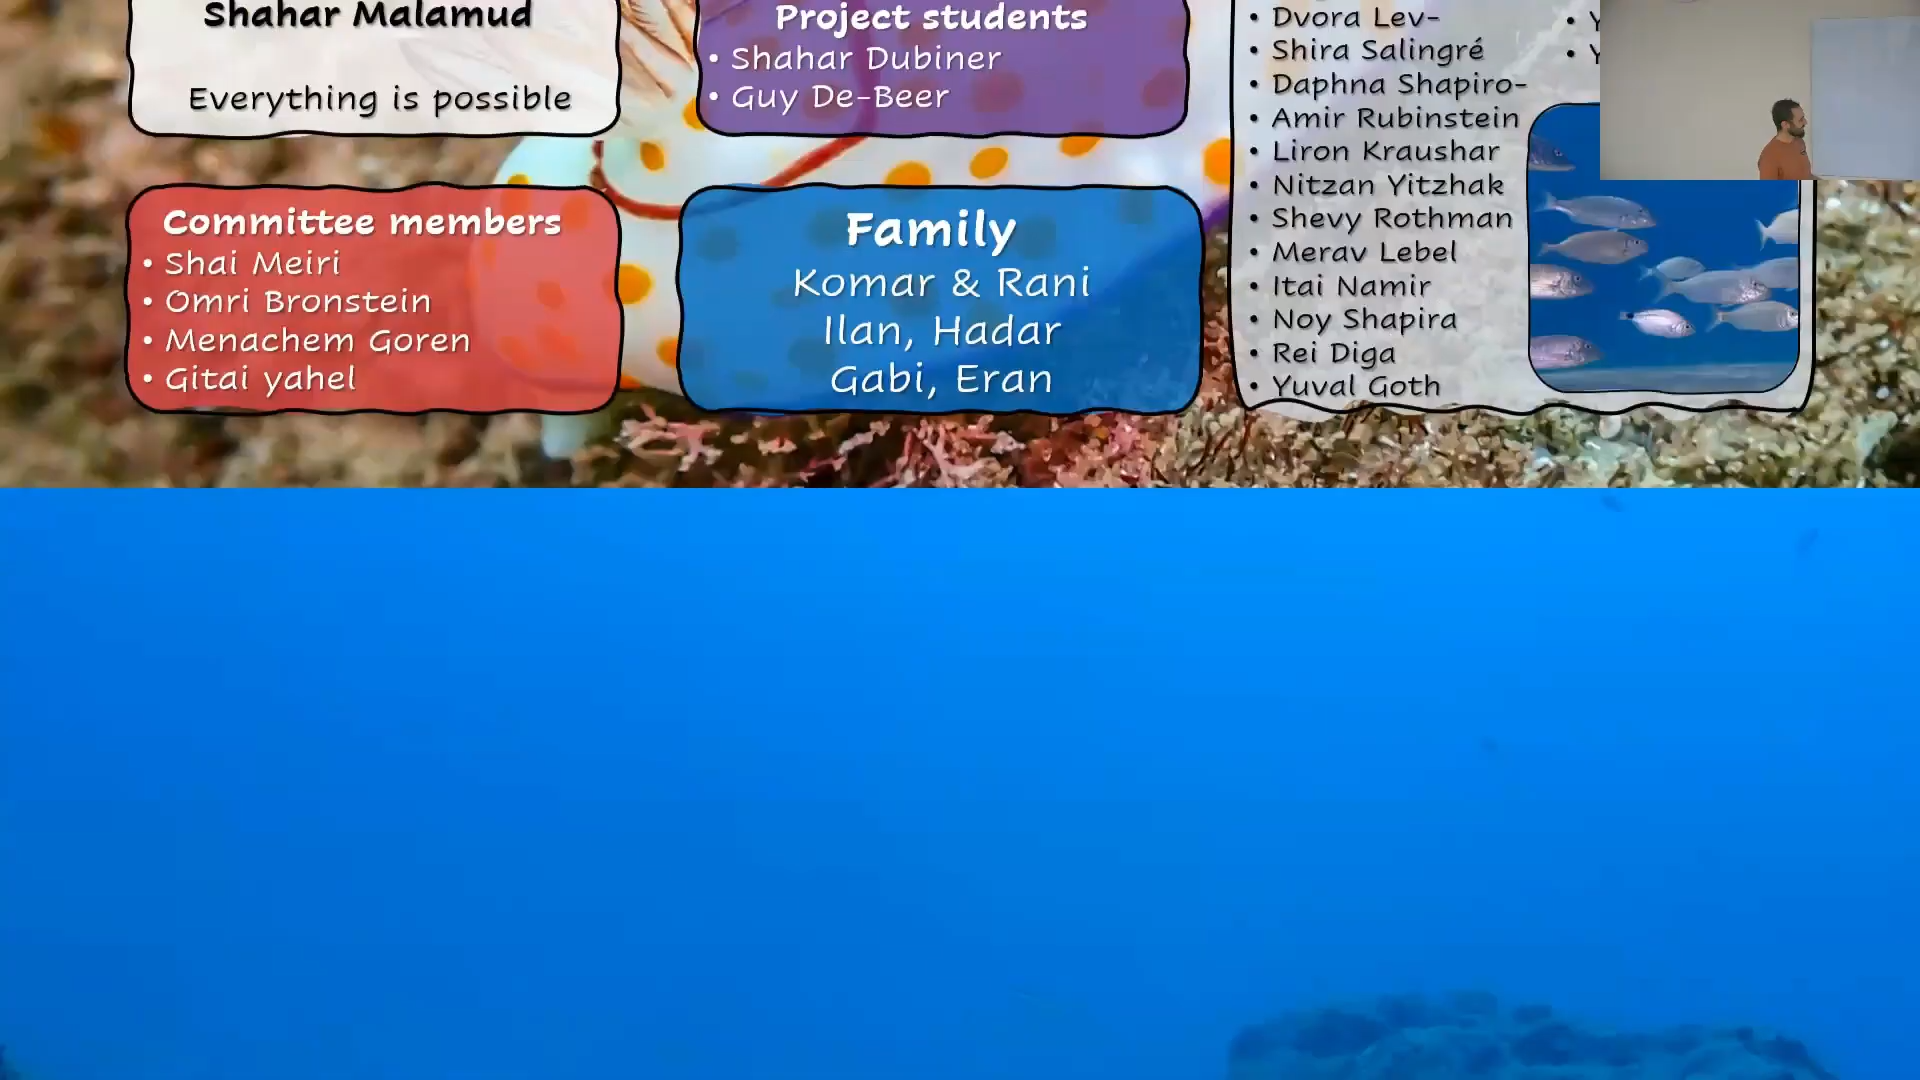 Shahar Malamud
Everything is possible
Project students
• Shahar Dubiner
• Guy De-Beer
Committee members
• Shai Meiri
• Omri Bronstein
• Menachem Goren
• Gitai yahel
Family
Komar & Rani
Ilan, Hadar
Gabi, Eran
• Dvora Lev-
• Shira Salingré
• Daphna Shapiro-
• Amir Rubinstein
• Liron Kraushar
• Nitzan Yitzhak
• Shevy Rothman
• Merav Lebel
• Itai Namir
• Noy Shapira
• Rei Diga
• Yuval Goth